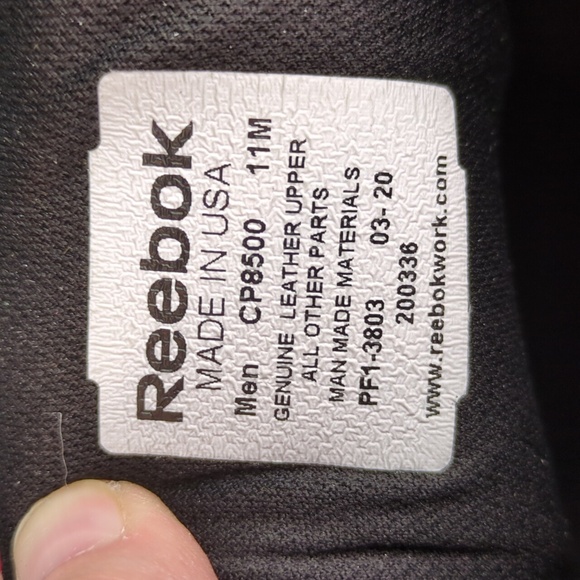 Reebok
MADE IN USA
Men CP8500 11M
GENUINE LEATHER UPPER
ALL OTHER PARTS
MAN MADE MATERIALS
PF1-3803 03-20
200336
www.reebokwork.com